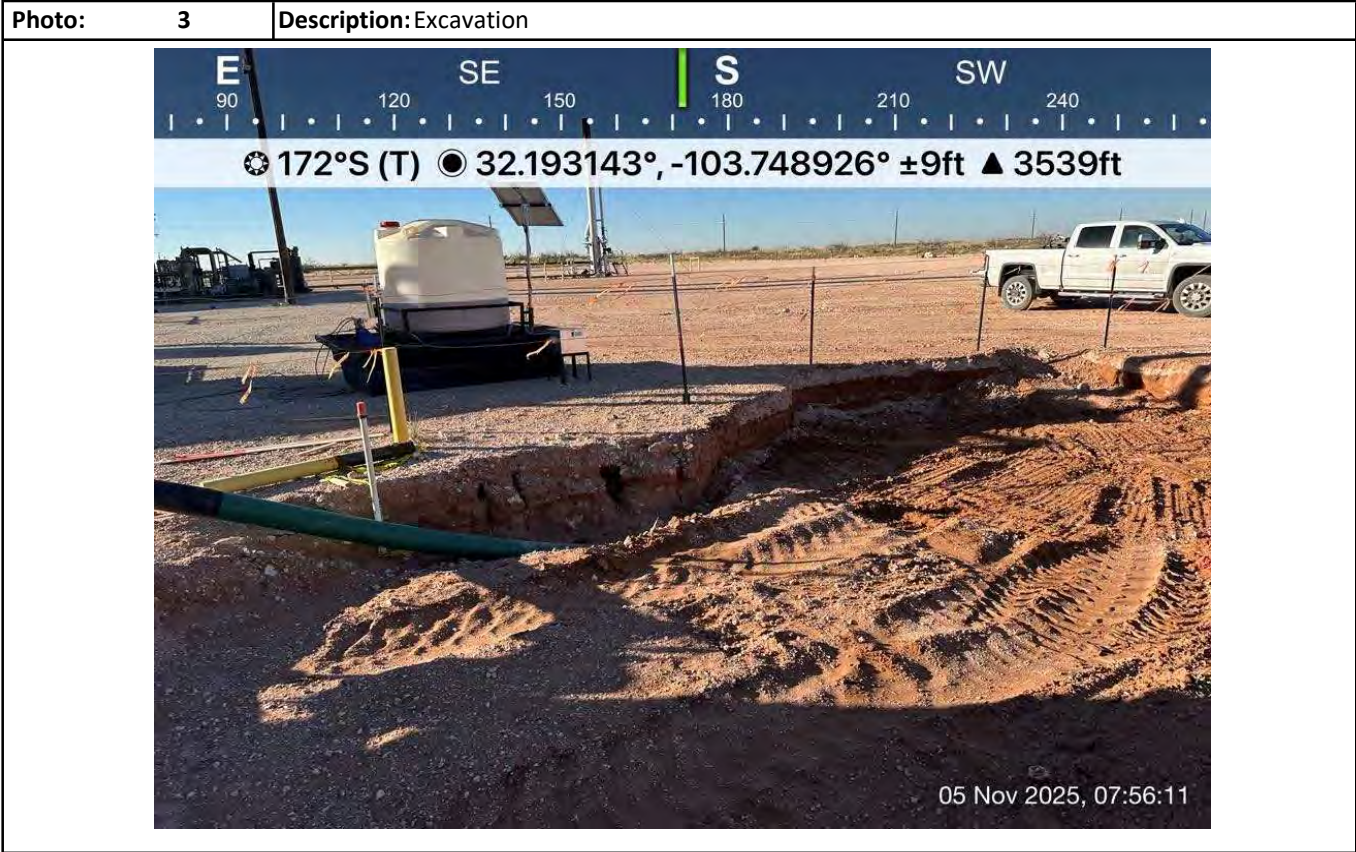 Photo: 3 Description: Excavation
E SE S SW
90 120 150 180 210 240
172°S (T) 32.193143°, -103.748926° ±9ft ▲ 3539ft
05 Nov 2025, 07:56:11